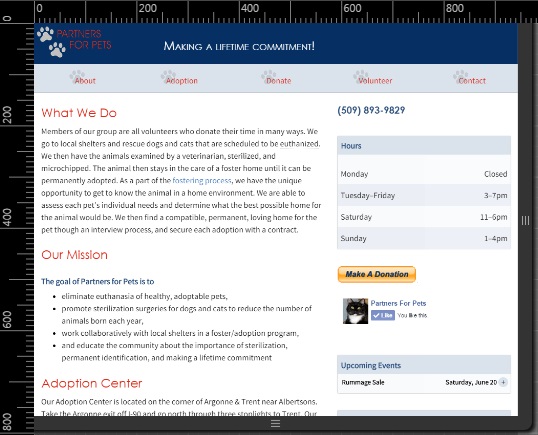 0 200 400 600 800
0
200
400
600
800
PARTNERS
FOR PETS
MAKING A LIFETIME COMMITMENT!
About Adoption Donate Volunteer Contact
What We Do
Members of our group are all volunteers who donate their time in many ways. We
go to local shelters and rescue dogs and cats that are scheduled to be euthanized.
We then have the animals examined by a veterinarian, sterilized, and
microchipped. The animal then stays in the care of a foster home until it can be
permanently adopted. As a part of the fostering process, we have the unique
opportunity to get to know the animal in a home environment. We are able to
assess each pet's individual needs and determine what the best possible home for
the animal would be. We then find a compatible, permanent, loving home for the
pet though an interview process, and secure each adoption with a contract.
Our Mission
The goal of Partners for Pets is to
• eliminate euthanasia of healthy, adoptable pets,
• promote sterilization surgeries for dogs and cats to reduce the number of
animals born each year,
• work collaboratively with local shelters in a foster/adoption program,
• and educate the community about the importance of sterilization,
permanent identification, and making a lifetime commitment
Adoption Center
Our Adoption Center is located on the corner of Argonne & Trent near Albertsons.
Take the Argonne exit off I-90 and go north through three stoplights to Trent. Our
(509) 893-9829
Hours
Monday Closed
Tuesday–Friday 3–7pm
Saturday 11–6pm
Sunday 1–4pm
Make A Donation
Partners For Pets
Like You like this
Upcoming Events
Rummage Sale Saturday, June 20 +